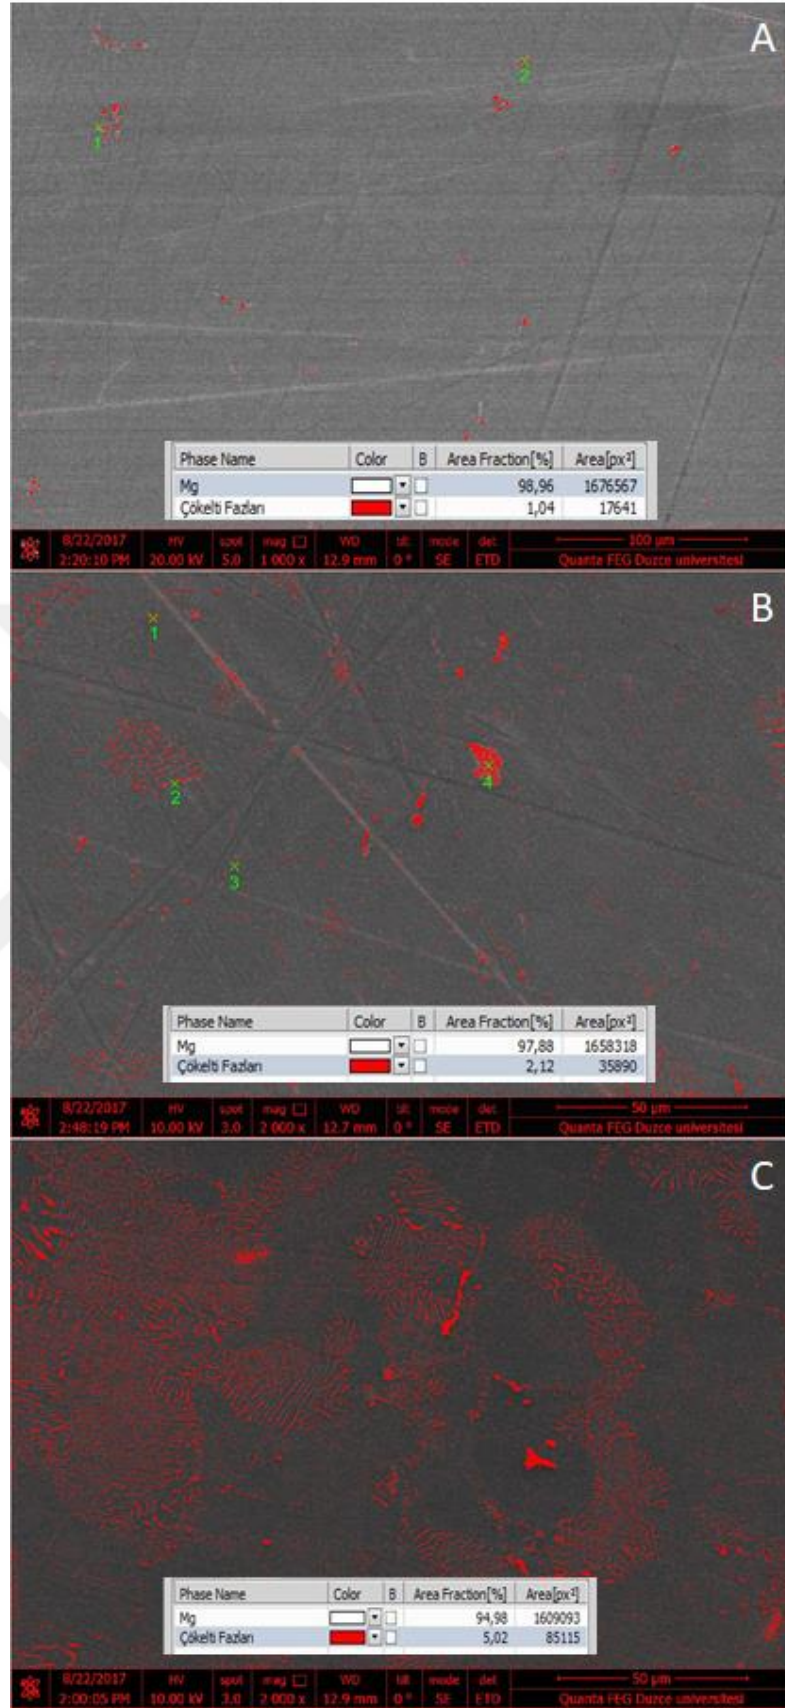 A
2
1
Phase Name Color B Area Fraction[%] Area[px²]
Mg 98,96 1676567
Çökelti Fazları 1,04 17641
8/22/2017 HV spot mag WD tilt mode det 100 µm
2:20:10 PM 20.00 kV 5.0 1 000 x 12.9 mm 0 ° SE ETD Quanta FEG Duzce universitesi
B
1
2
4
3
Phase Name Color B Area Fraction[%] Area[px²]
Mg 97,88 1658318
Çökelti Fazları 2,12 35890
8/22/2017 HV spot mag WD tilt mode det 50 µm
2:48:19 PM 10.00 kV 3.0 2 000 x 12.7 mm 0 ° SE ETD Quanta FEG Duzce universitesi
C
Phase Name Color B Area Fraction[%] Area[px²]
Mg 94,98 1609093
Çökelti Fazları 5,02 85115
8/22/2017 HV spot mag WD tilt mode det 50 µm
2:00:05 PM 10.00 kV 3.0 2 000 x 12.9 mm 0 ° SE ETD Quanta FEG Duzce universitesi